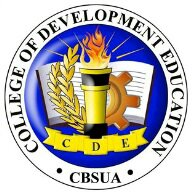 COLLEGE OF DEVELOPMENT EDUCATION
C D E
• CBSUA •